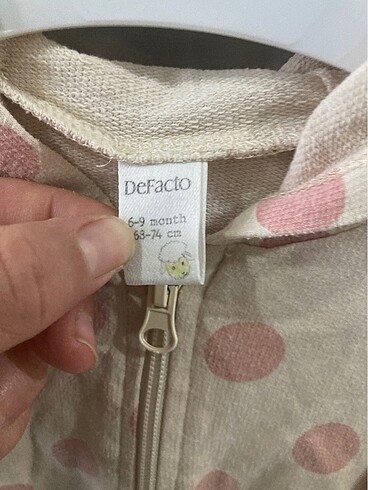 DeFacto
6-9 month
68-74 cm